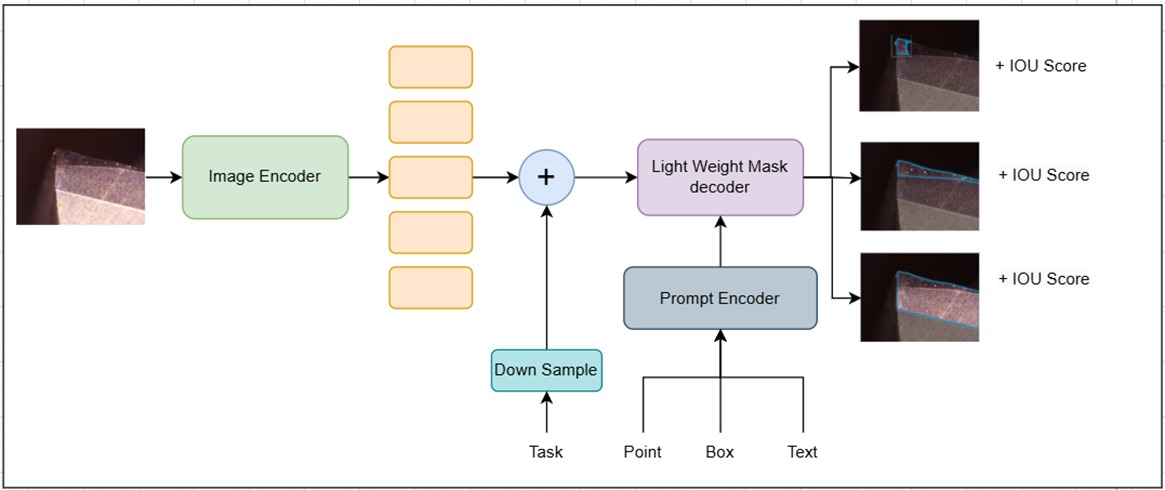 Image Encoder
+
Light Weight Mask
decoder
+ IOU Score
+ IOU Score
+ IOU Score
Prompt Encoder
Down Sample
Task
Point
Box
Text